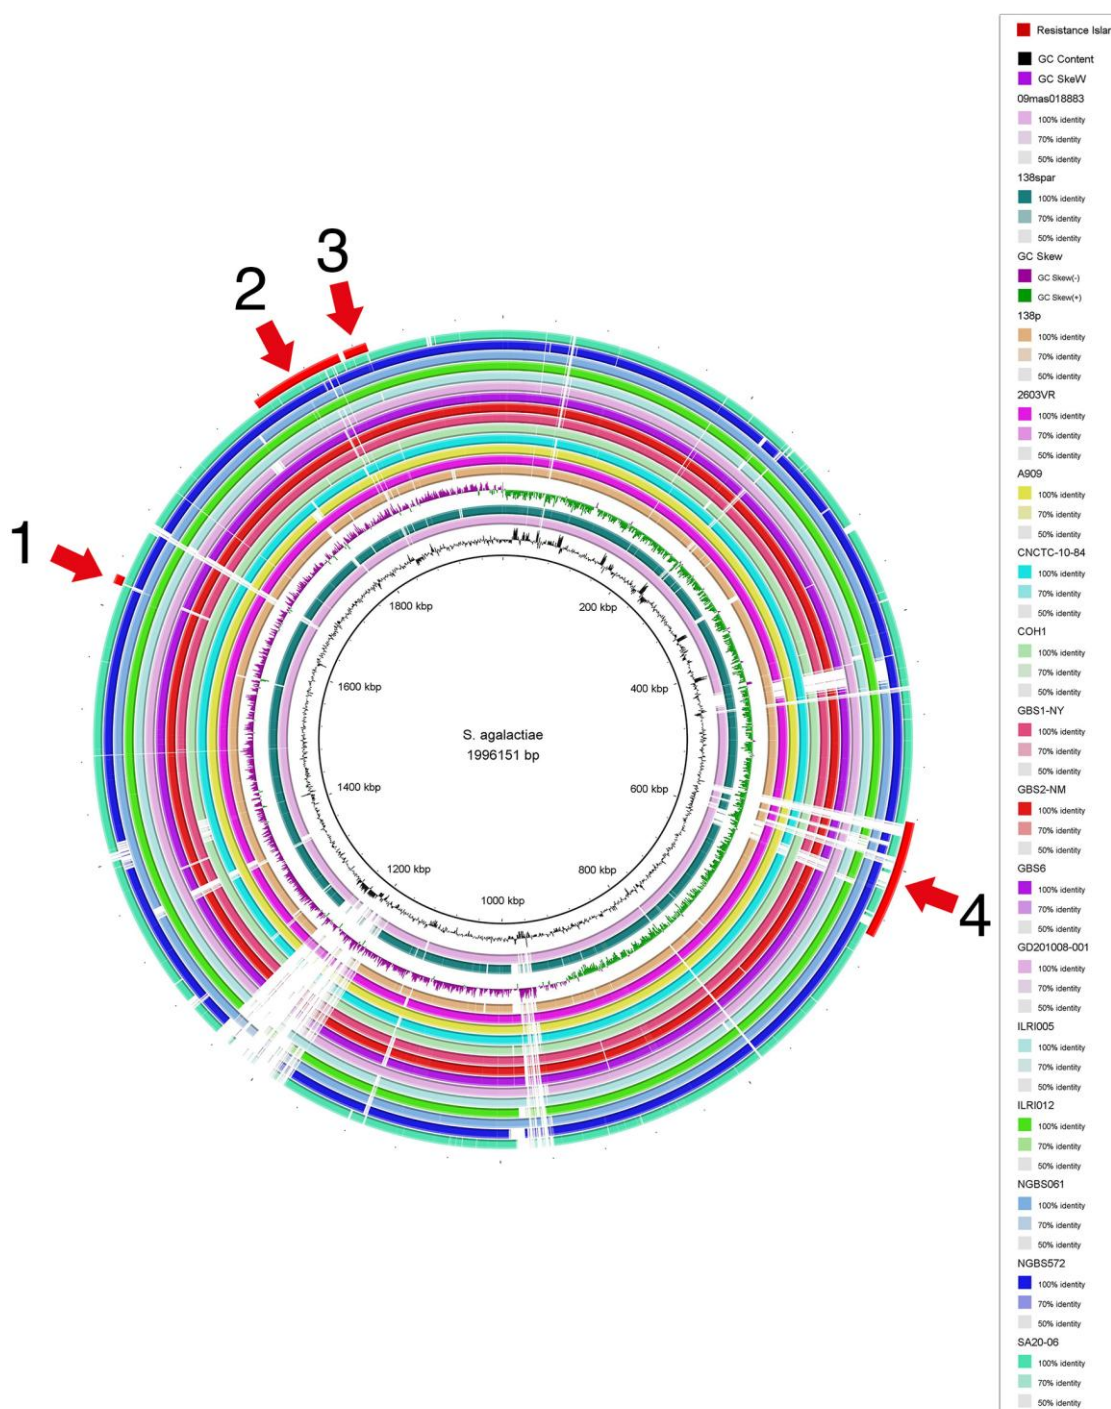 Resistance Islar
GC Content
GC SkeW
09mas018883
100% identity
70% identity
50% identity
138spar
100% identity
70% identity
50% identity
GC Skew
GC Skew(-)
GC Skew(+)
138p
100% identity
70% identity
50% identity
2603VR
100% identity
70% identity
50% identity
A909
100% identity
70% identity
50% identity
CNCTC-10-84
100% identity
70% identity
50% identity
COH1
100% identity
70% identity
50% identity
GBS1-NY
100% identity
70% identity
50% identity
GBS2-NM
100% identity
70% identity
50% identity
GBS6
100% identity
70% identity
50% identity
GD201008-001
100% identity
70% identity
50% identity
ILRI005
100% identity
70% identity
50% identity
ILRI012
100% identity
70% identity
50% identity
NGBS061
100% identity
70% identity
50% identity
NGBS572
100% identity
70% identity
50% identity
SA20-06
100% identity
70% identity
50% identity
3
2
1
4
1800 kbp
200 kbp
1600 kbp
400 kbp
S. agalactiae
1996151 bp
1400 kbp
600 kbp
1200 kbp
800 kbp
1000 kbp